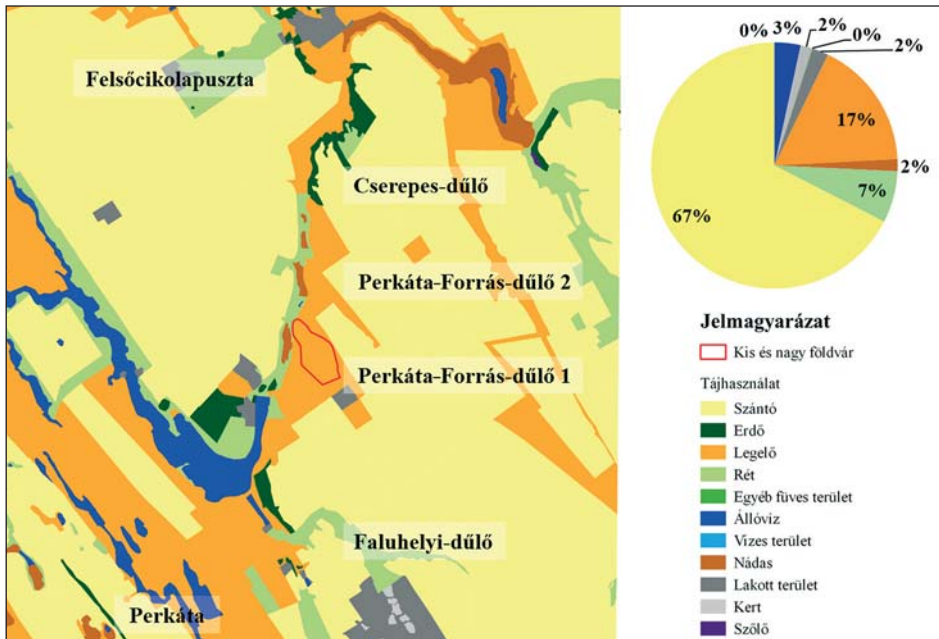 Felsőcikolapuszta
Cserepes-dűlő
Perkáta-Forrás-dűlő 2
Perkáta-Forrás-dűlő 1
Faluhelyi-dűlő
Perkáta
0%
3%
2%
0%
2%
17%
2%
7%
67%
Jelmagyarázat
Kis és nagy földvár
Tájhasználat
Szántó
Erdő
Legelő
Rét
Egyéb füves terület
Állóvíz
Vizes terület
Nádas
Lakott terület
Kert
Szőlő